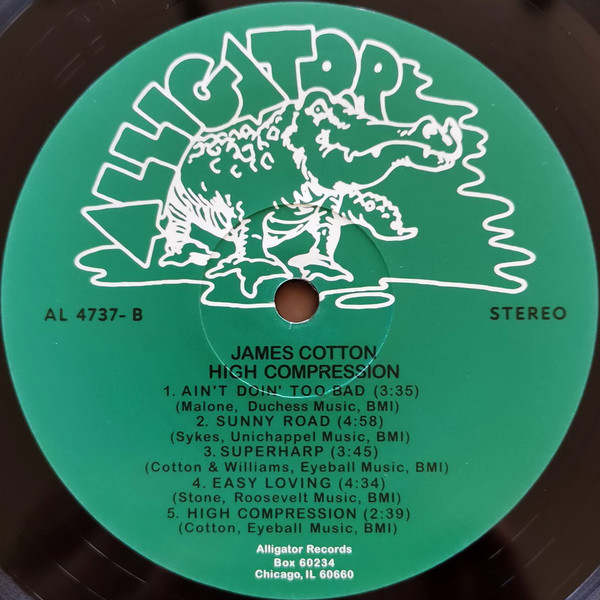 ALLIGATOR
AL 4737- B
STEREO
JAMES COTTON
HIGH COMPRESSION
1. AIN'T DOIN' TOO BAD (3:35)
(Malone, Duchess Music, BMI)
2. SUNNY ROAD (4:58)
(Sykes, Unichappel Music, BMI)
3. SUPERHARP (3:45)
(Cotton & Williams, Eyeball Music, BMI)
4. EASY LOVING (4:34)
(Stone, Roosevelt Music, BMI)
5. HIGH COMPRESSION (2:39)
(Cotton, Eyeball Music, BMI)
Alligator Records
Box 60234
Chicago, IL 60660